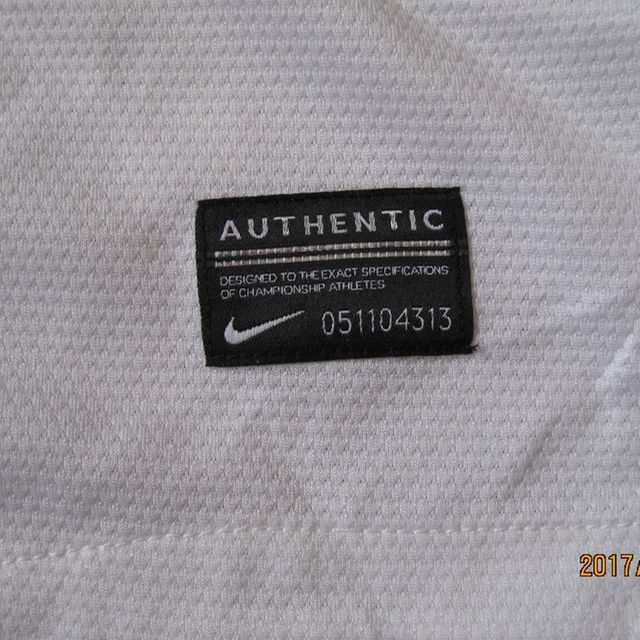 AUTHENTIC
DESIGNED TO THE EXACT SPECIFICATIONS
OF CHAMPIONSHIP ATHLETES
051104313
2017/